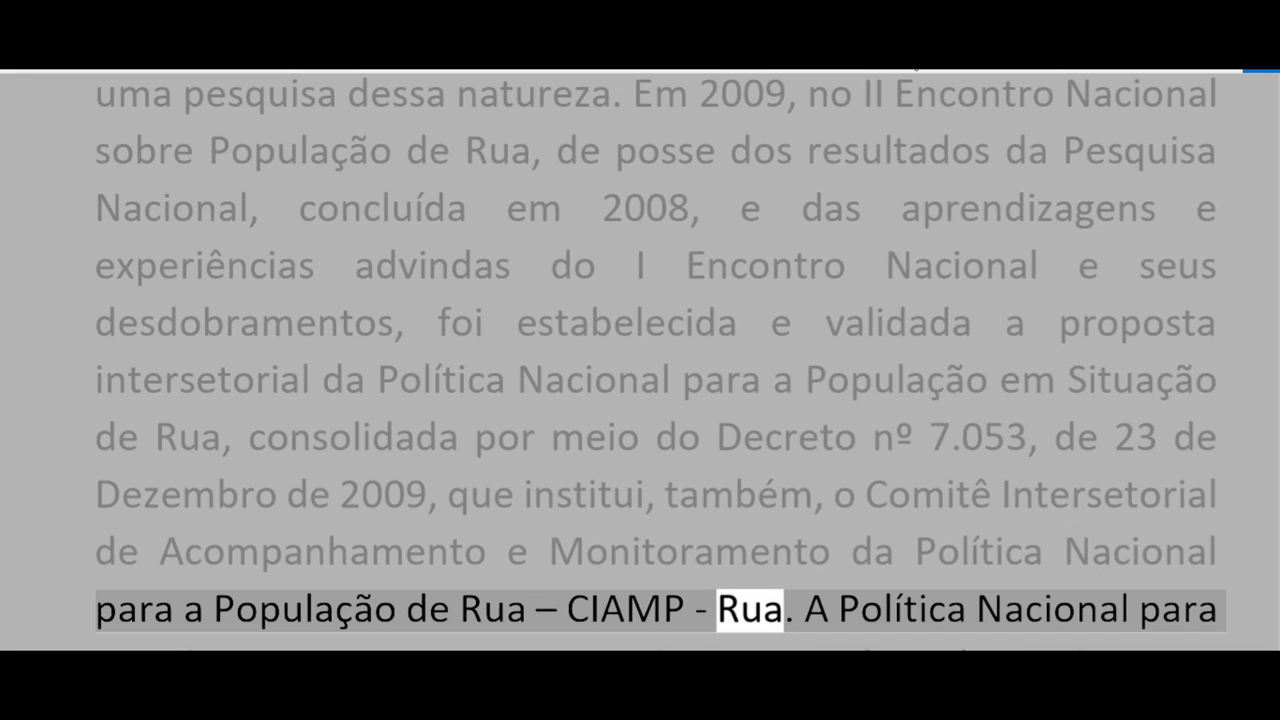 uma pesquisa dessa natureza. Em 2009, no II Encontro Nacional
sobre População de Rua, de posse dos resultados da Pesquisa
Nacional, concluída em 2008, e das aprendizagens e
experiências advindas do I Encontro Nacional e seus
desdobramentos, foi estabelecida e validada a proposta
intersetorial da Política Nacional para a População em Situação
de Rua, consolidada por meio do Decreto nº 7.053, de 23 de
Dezembro de 2009, que institui, também, o Comitê Intersetorial
de Acompanhamento e Monitoramento da Política Nacional
para a População de Rua – CIAMP - Rua. A Política Nacional para